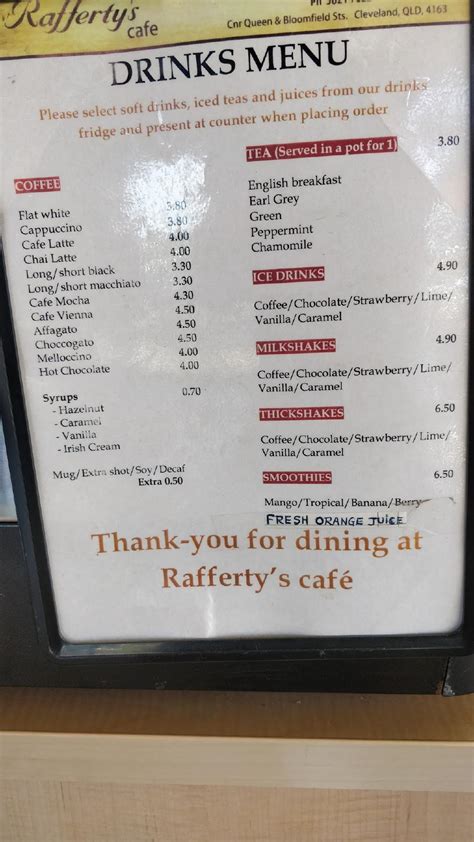 Rafferty's
cafe
Cnr Queen & Bloomfield Sts. Cleveland, QLD, 4163
DRINKS MENU
Please select soft drinks, iced teas and juices from our drinks
fridge and present at counter when placing order
COFFEE
Flat white 3.80
Cappuccino 3.80
Cafe Latte 4.00
Chai Latte 4.00
Long/short black 3.30
Long/short macchiato 3.30
Cafe Mocha 4.30
Cafe Vienna 4.50
Affagato 4.50
Choccogato 4.50
Melloccino 4.00
Hot Chocolate 4.00
Syrups 0.70
- Hazelnut
- Caramel
- Vanilla
- Irish Cream
Mug/Extra shot/Soy/Decaf
Extra 0.50
TEA (Served in a pot for 1) 3.80
English breakfast
Earl Grey
Green
Peppermint
Chamomile
ICE DRINKS 4.90
Coffee/Chocolate/Strawberry/Lime/
Vanilla/Caramel
MILKSHAKES 4.90
Coffee/Chocolate/Strawberry/Lime/
Vanilla/Caramel
THICKSHAKES 6.50
Coffee/Chocolate/Strawberry/Lime/
Vanilla/Caramel
SMOOTHIES 6.50
Mango/Tropical/Banana/Berry
FRESH ORANGE JUICE
Thank-you for dining at
Rafferty's café